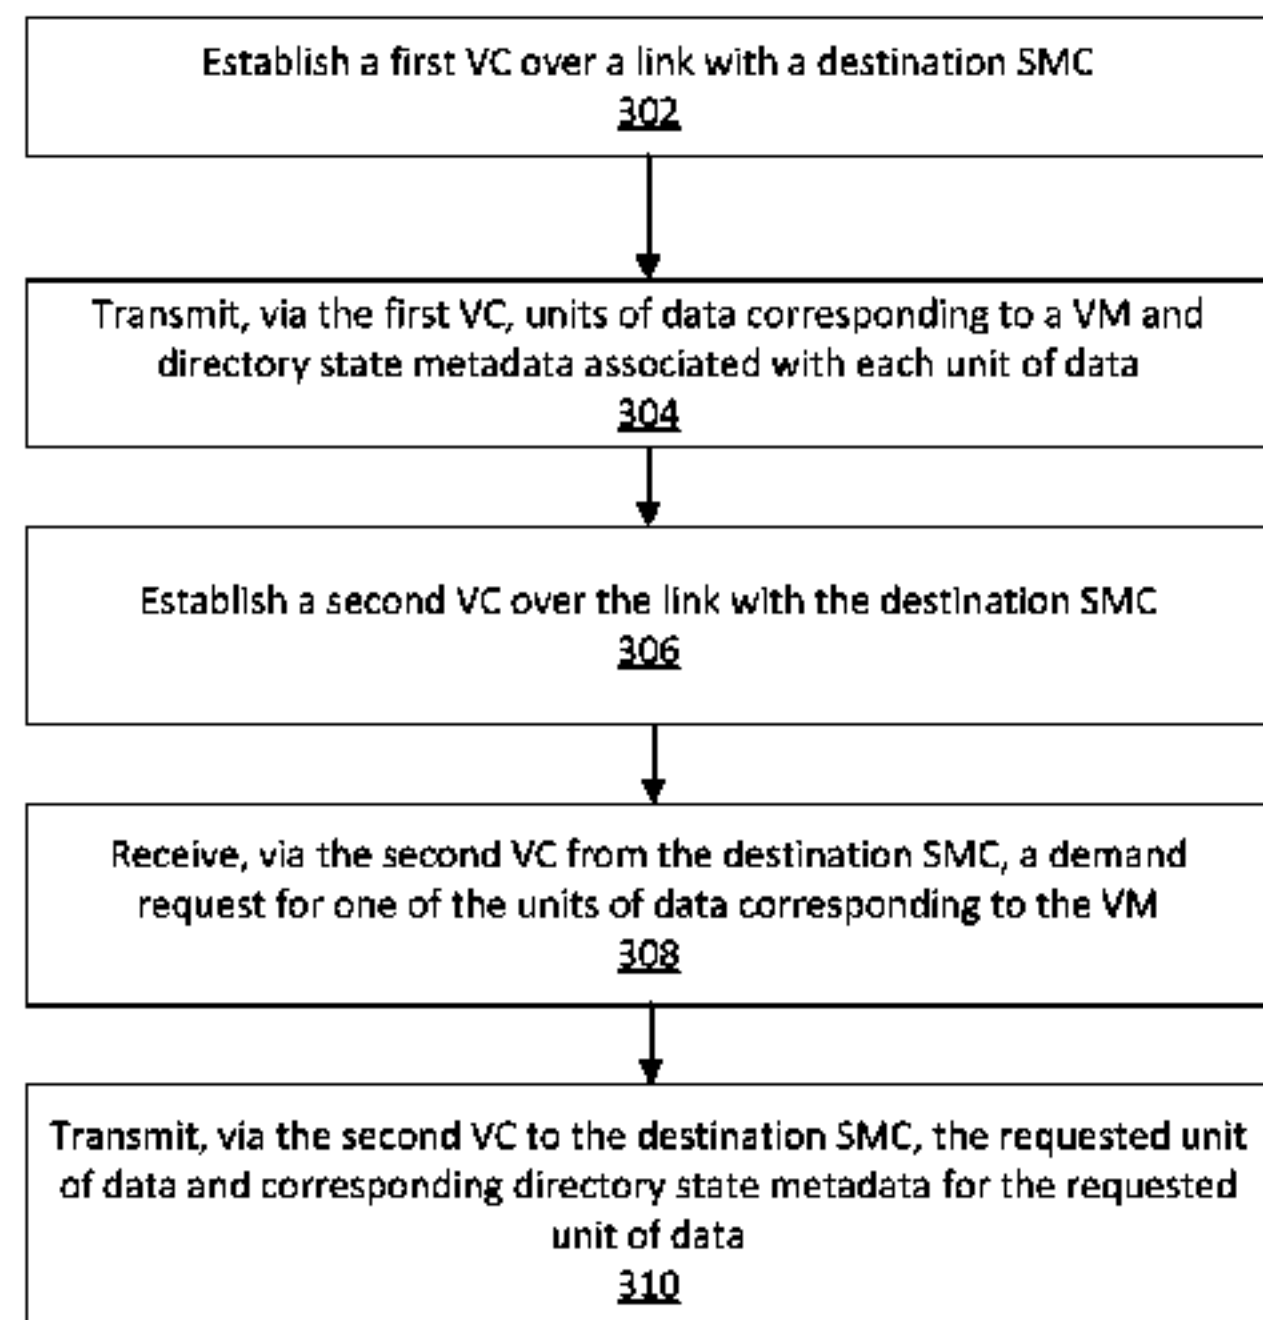 Establish a first VC over a link with a destination SMC
302
Transmit, via the first VC, units of data corresponding to a VM and
directory state metadata associated with each unit of data
304
Establish a second VC over the link with the destination SMC
306
Receive, via the second VC from the destination SMC, a demand
request for one of the units of data corresponding to the VM
308
Transmit, via the second VC to the destination SMC, the requested unit
of data and corresponding directory state metadata for the requested
unit of data
310